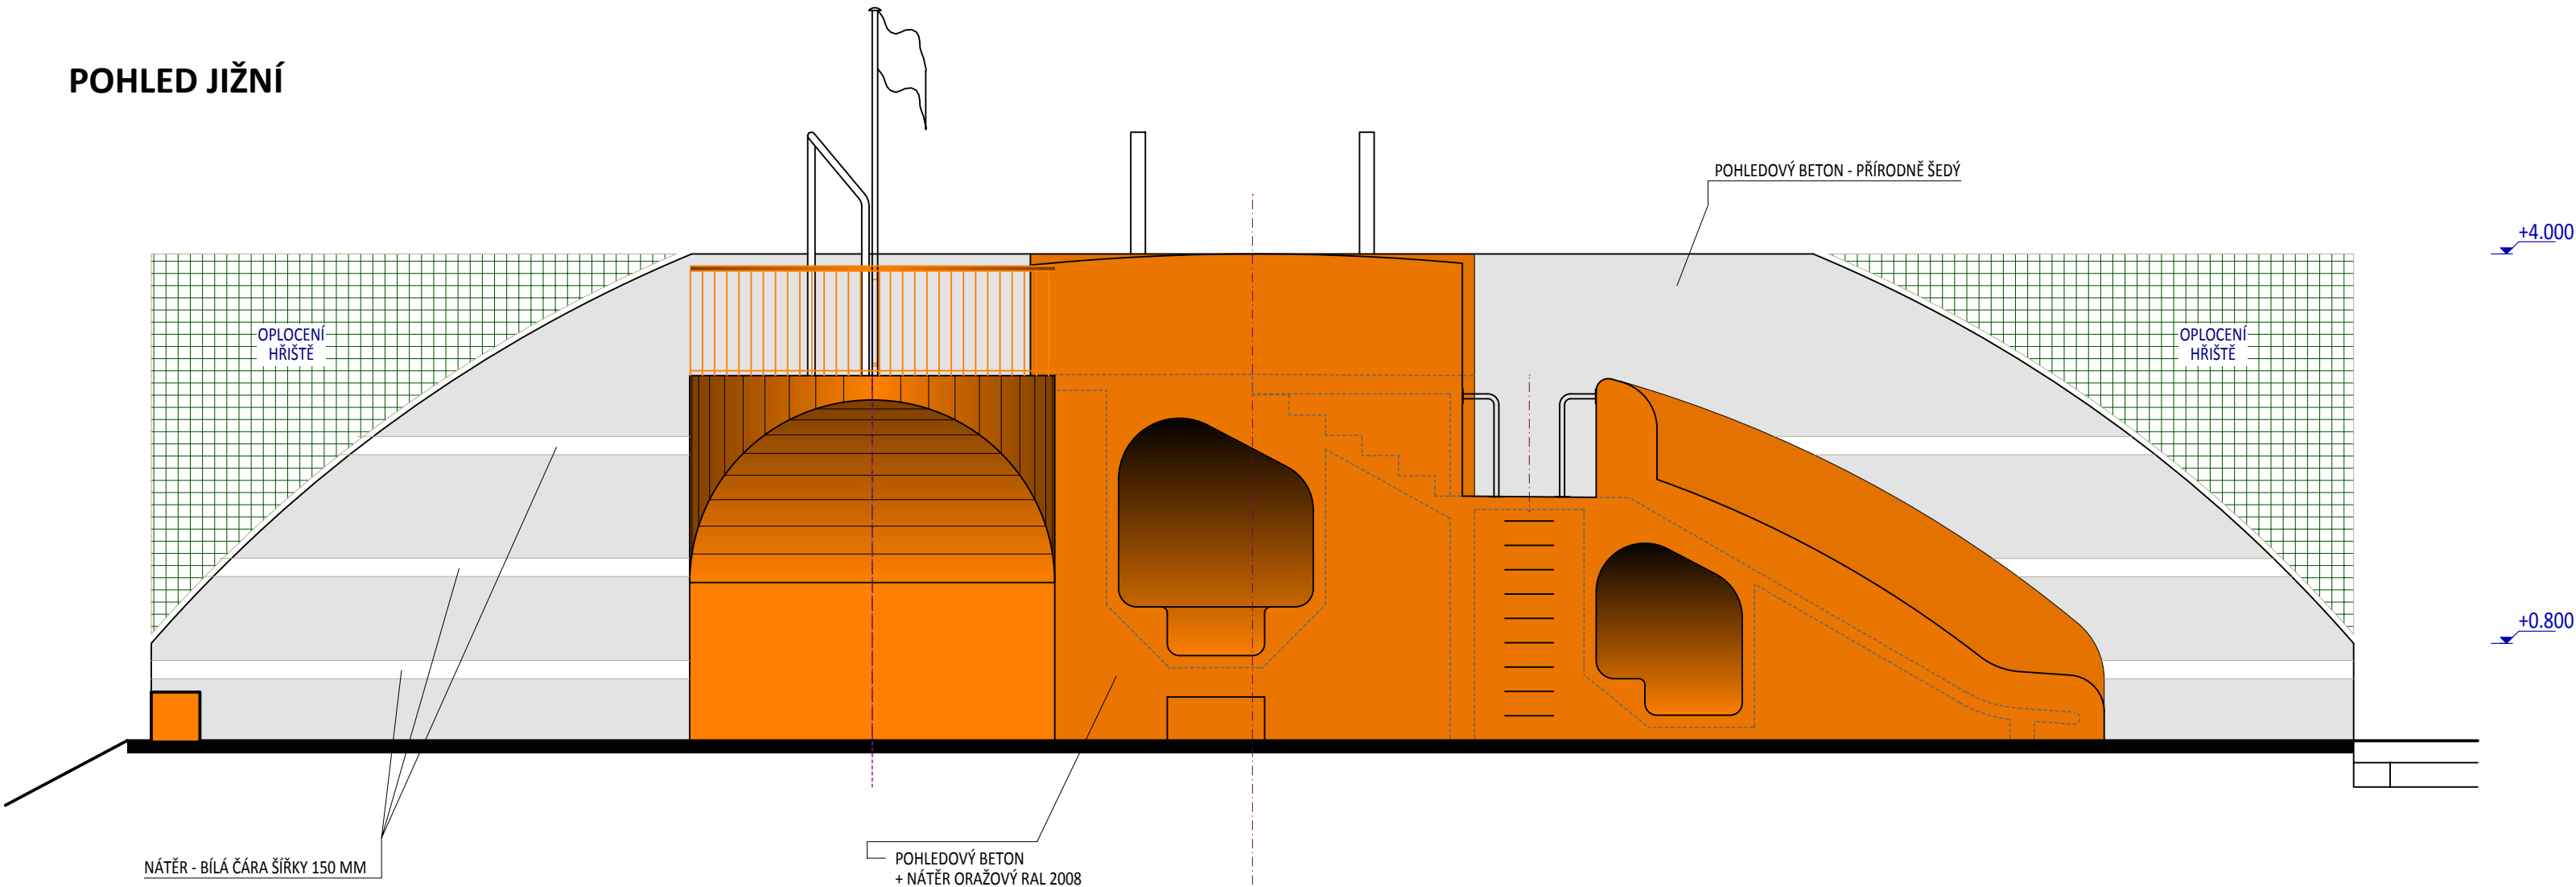 POHLED JIŽNÍ
POHLEDOVÝ BETON - PŘÍRODNĚ ŠEDÝ
+4.000
OPLOCENÍ
HŘIŠTĚ
OPLOCENÍ
HŘIŠTĚ
+0.800
NÁTĚR - BÍLÁ ČÁRA ŠÍŘKY 150 MM
POHLEDOVÝ BETON
+ NÁTĚR ORAŽOVÝ RAL 2008